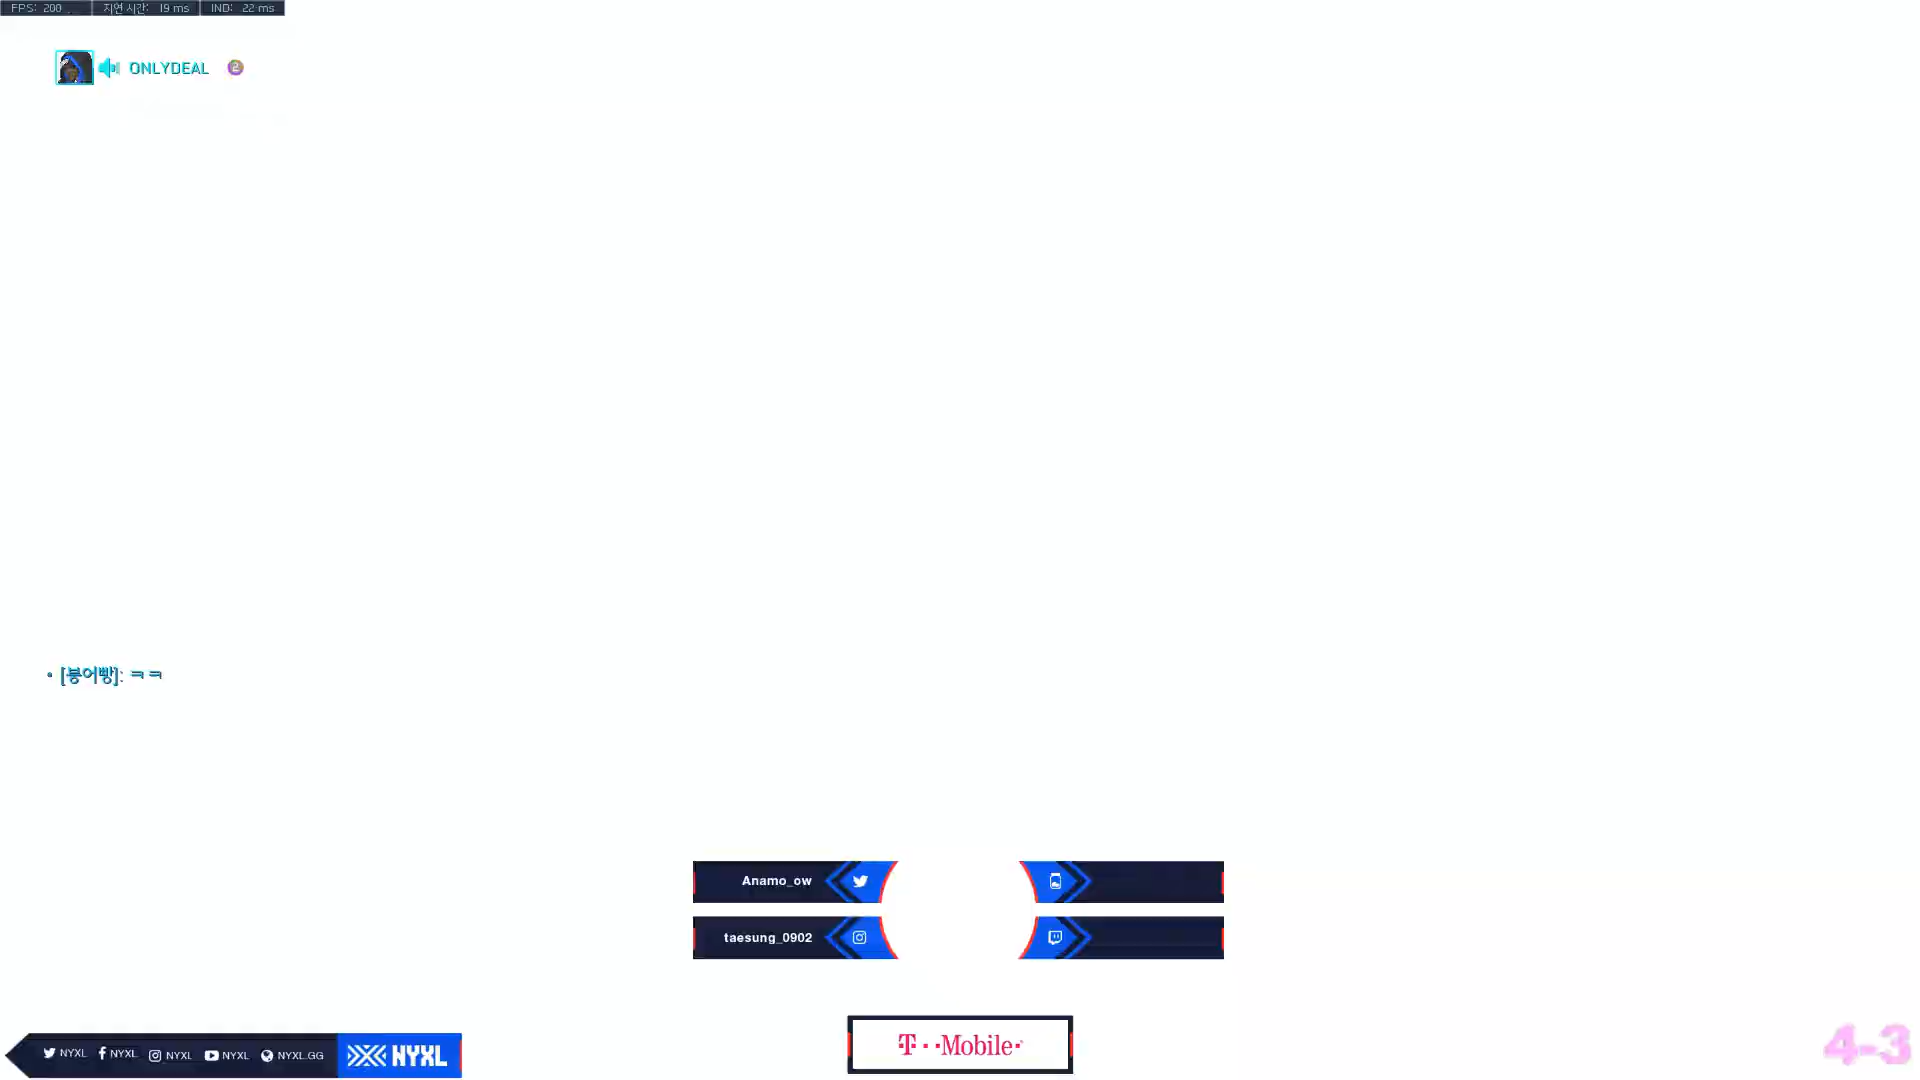 FPS: 200 지연 시간: 19 ms IND: 22 ms
ONLYDEAL 2
• [붕어빵]: ㅋㅋ
Anamo_ow
taesung_0902
NYXL NYXL NYXL NYXL NYXL.GG NYXL
T··Mobile·
4-3